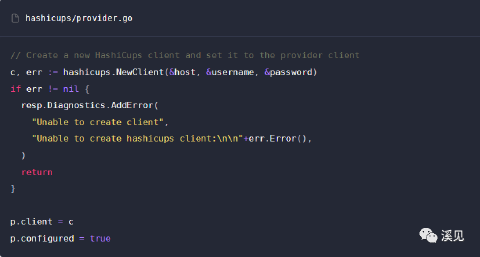 hashicups/provider.go
// Create a new HashiCups client and set it to the provider client
c, err := hashicups.NewClient(&host, &username, &password)
if err != nil {
  resp.Diagnostics.AddError(
    "Unable to create client",
    "Unable to create hashicups client:\n\n"+err.Error(),
  )
  return
}
p.client = c
p.configured = true
溪见